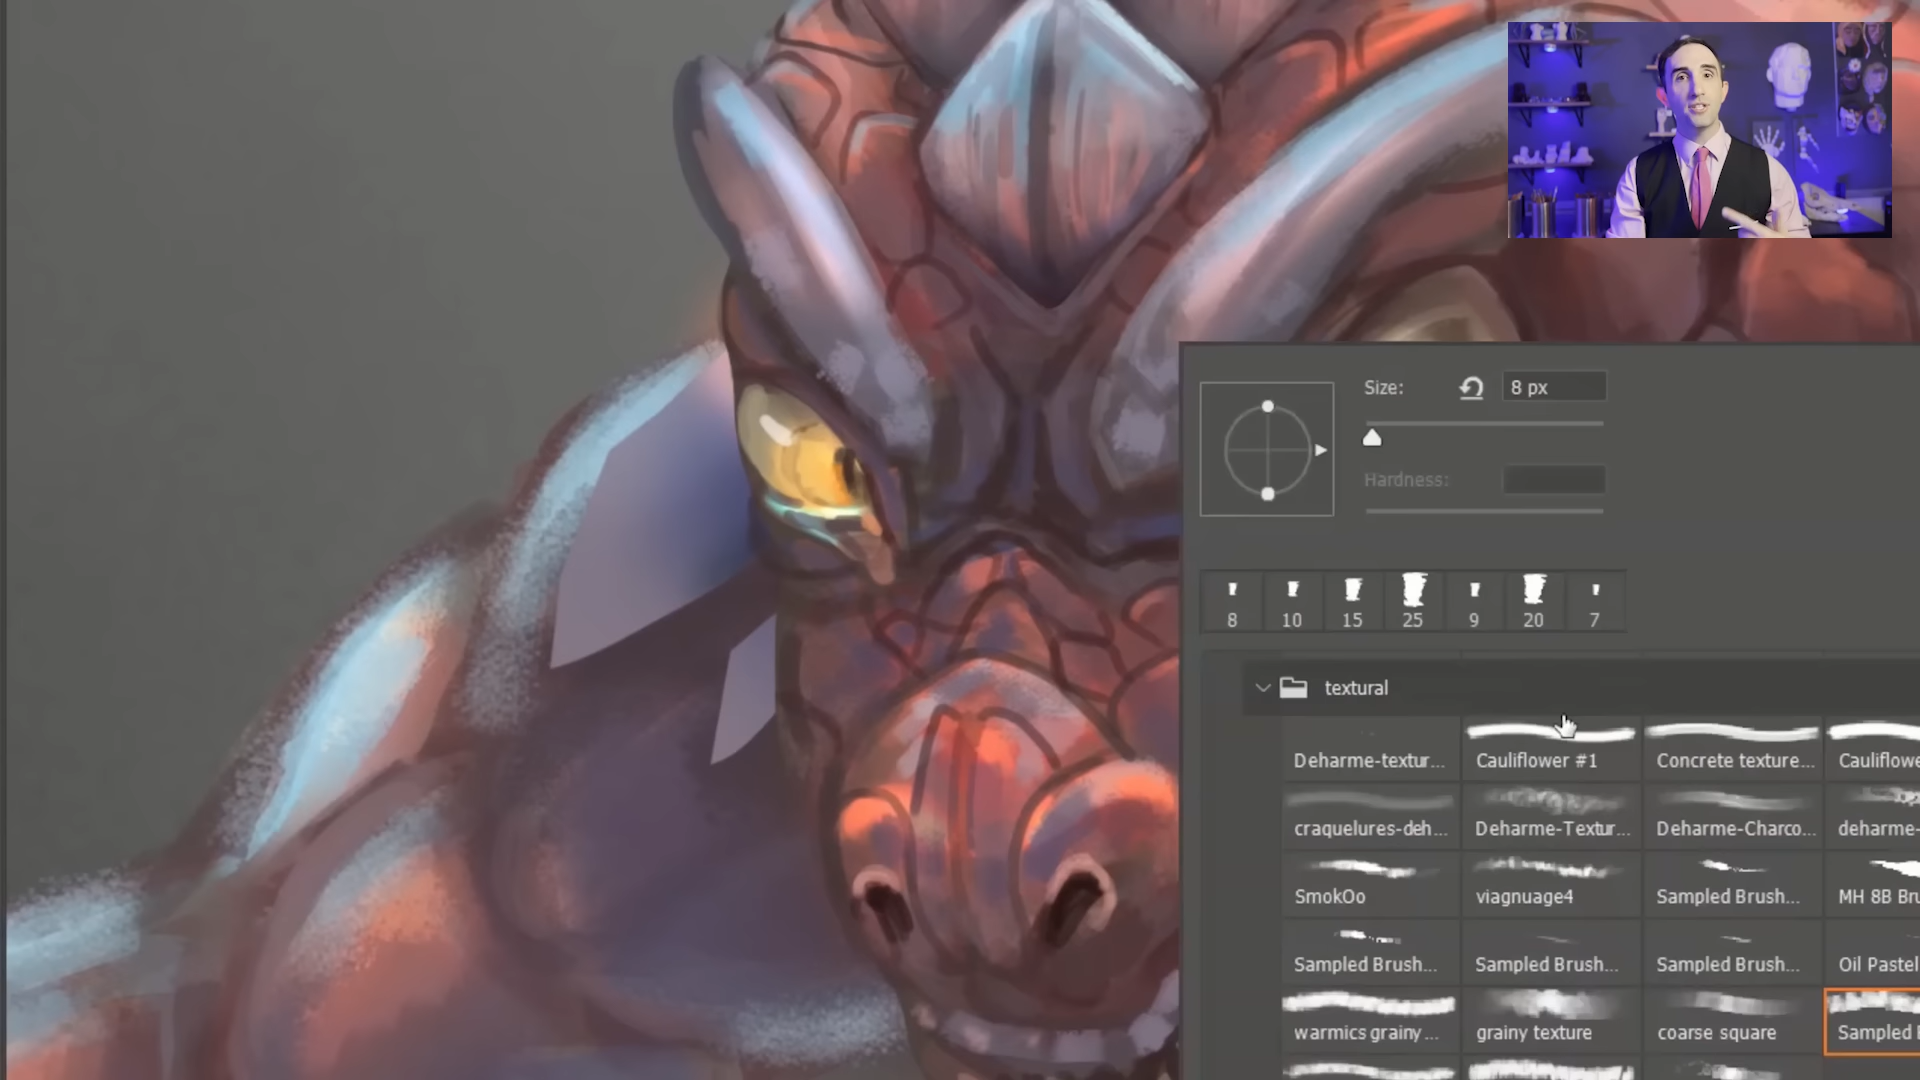 Size: 8 px
Hardness:
8 10 15 25 9 20 7
textural
Deharme-textur... Cauliflower #1 Concrete texture... Cauliflowe
craquelures-deh... Deharme-Textur... Deharme-Charco... deharme-
SmokOo viagnuage4 Sampled Brush... MH 8B Bru
Sampled Brush... Sampled Brush... Sampled Brush... Oil Pastel
warmics grainy ... grainy texture coarse square Sampled B